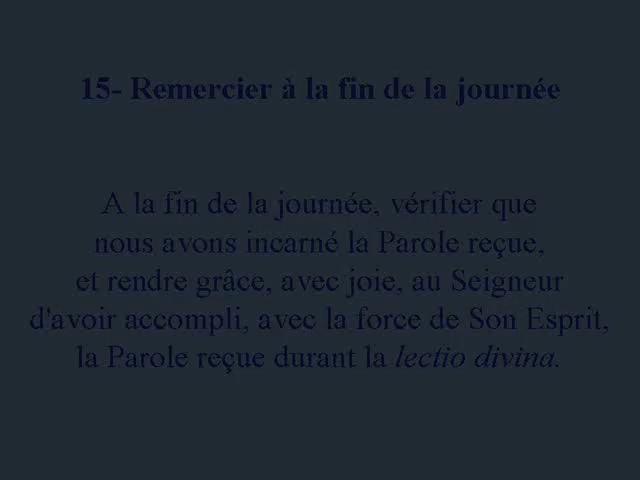 15- Remercier à la fin de la journée
A la fin de la journée, vérifier que
nous avons incarné la Parole reçue,
et rendre grâce, avec joie, au Seigneur
d'avoir accompli, avec la force de Son Esprit,
la Parole reçue durant la lectio divina.